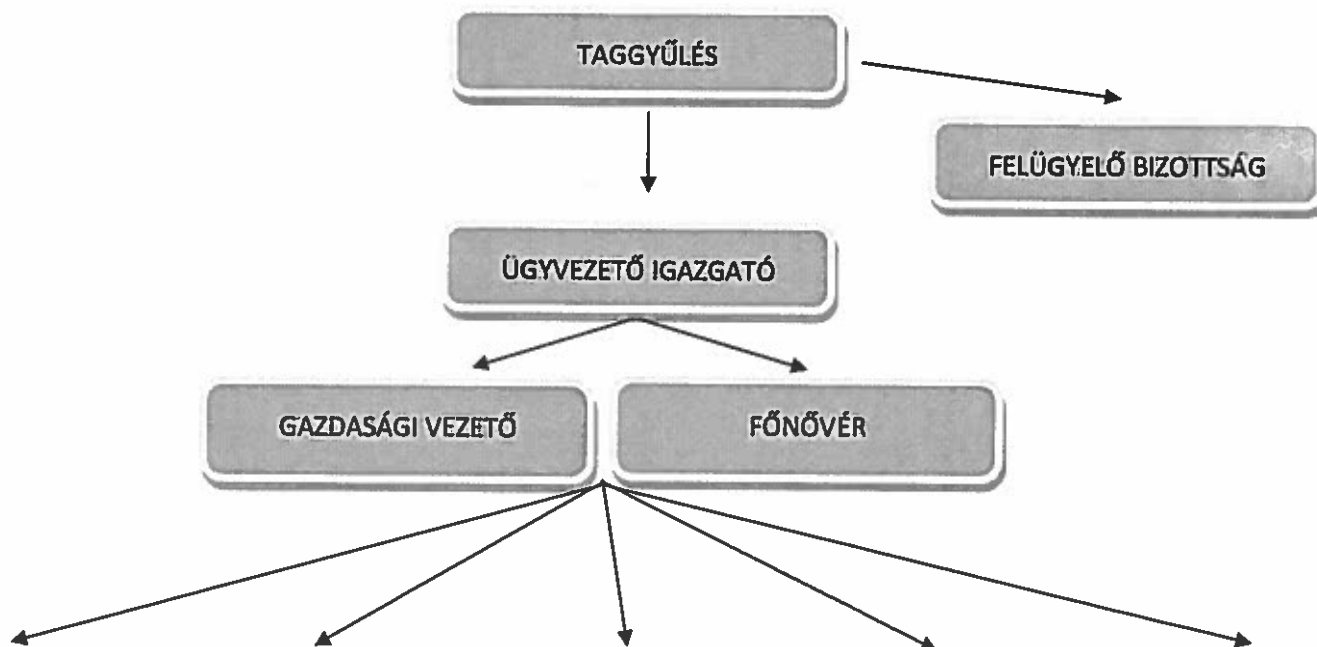 TAGGYŰLÉS
FELÜGYELŐ BIZOTTSÁG
ÜGYVEZETŐ IGAZGATÓ
GAZDASÁGI VEZETŐ
FŐNŐVÉR